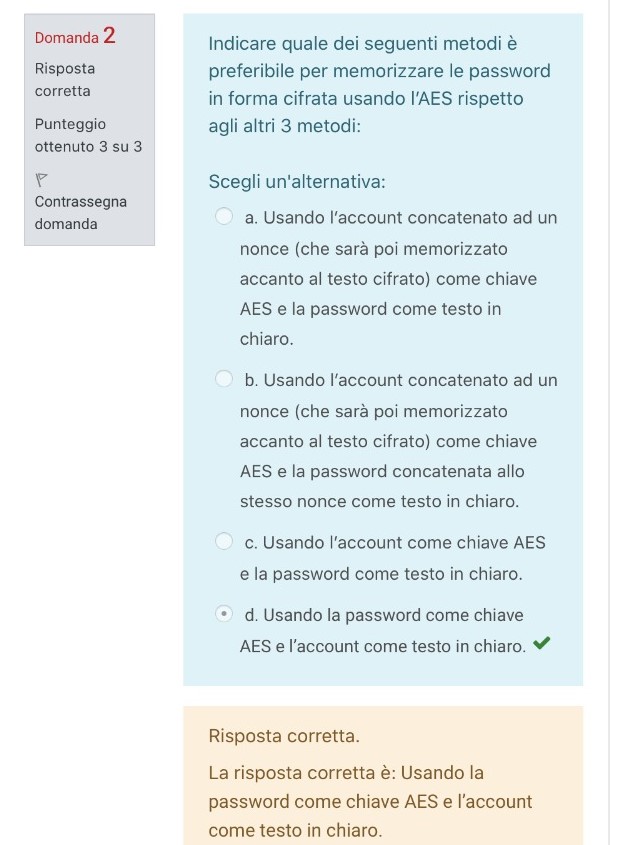 Domanda 2
Risposta
corretta
Punteggio
ottenuto 3 su 3
Contrassegna
domanda
Indicare quale dei seguenti metodi è
preferibile per memorizzare le password
in forma cifrata usando l’AES rispetto
agli altri 3 metodi:
Scegli un'alternativa:
a. Usando l’account concatenato ad un
nonce (che sarà poi memorizzato
accanto al testo cifrato) come chiave
AES e la password come testo in
chiaro.
b. Usando l’account concatenato ad un
nonce (che sarà poi memorizzato
accanto al testo cifrato) come chiave
AES e la password concatenata allo
stesso nonce come testo in chiaro.
c. Usando l’account come chiave AES
e la password come testo in chiaro.
d. Usando la password come chiave
AES e l’account come testo in chiaro.
Risposta corretta.
La risposta corretta è: Usando la
password come chiave AES e l’account
come testo in chiaro.